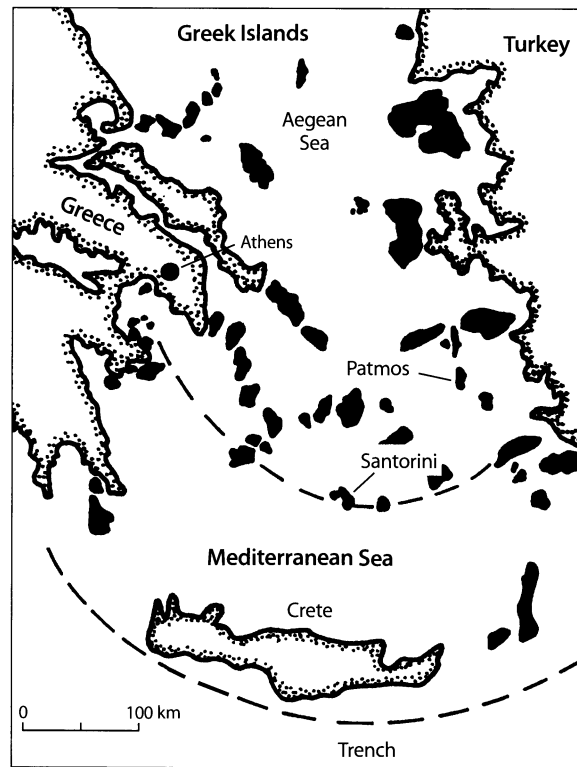 Greek Islands
Turkey
Aegean
Sea
Greece
Athens
Patmos
Santorini
Mediterranean Sea
Crete
0 100 km
Trench